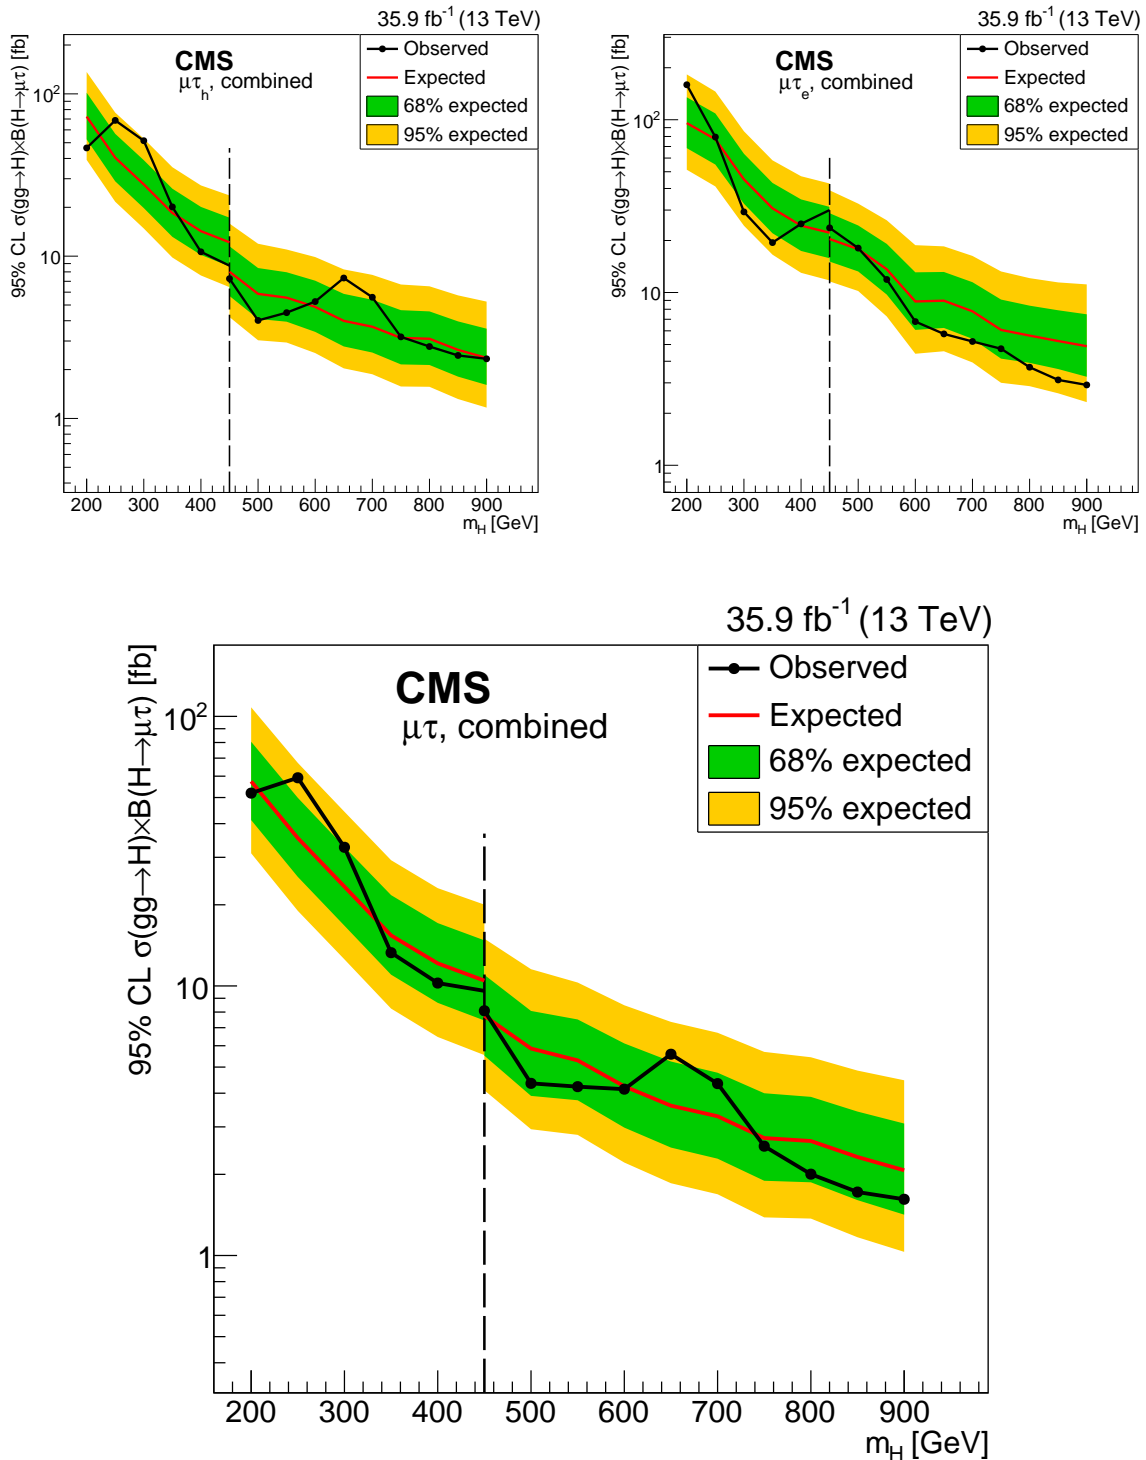 35.9 fb⁻¹ (13 TeV)
95% CL σ(gg→H)×B(H→μτ) [fb]
CMS
μτₕ, combined
Observed
Expected
68% expected
95% expected
10²
10
1
200 300 400 500 600 700 800 900
m_H [GeV]
35.9 fb⁻¹ (13 TeV)
95% CL σ(gg→H)×B(H→μτ) [fb]
CMS
μτₑ, combined
Observed
Expected
68% expected
95% expected
10²
10
1
200 300 400 500 600 700 800 900
m_H [GeV]
35.9 fb⁻¹ (13 TeV)
95% CL σ(gg→H)×B(H→μτ) [fb]
CMS
μτ, combined
Observed
Expected
68% expected
95% expected
10²
10
1
200 300 400 500 600 700 800 900
m_H [GeV]